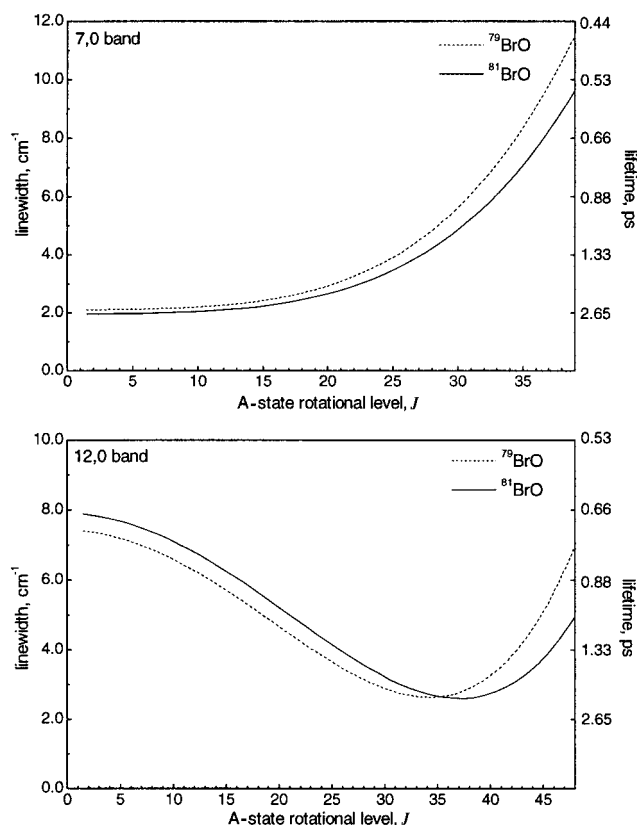 7,0 band
⁷⁹BrO
⁸¹BrO
12.0
10.0
8.0
6.0
4.0
2.0
0.0
linewidth, cm⁻¹
0.44
0.53
0.66
0.88
1.33
2.65
lifetime, ps
0 5 10 15 20 25 30 35
A-state rotational level, J
12,0 band
⁷⁹BrO
⁸¹BrO
10.0
8.0
6.0
4.0
2.0
0.0
linewidth, cm⁻¹
0.53
0.66
0.88
1.33
2.65
lifetime, ps
0 5 10 15 20 25 30 35 40 45
A-state rotational level, J